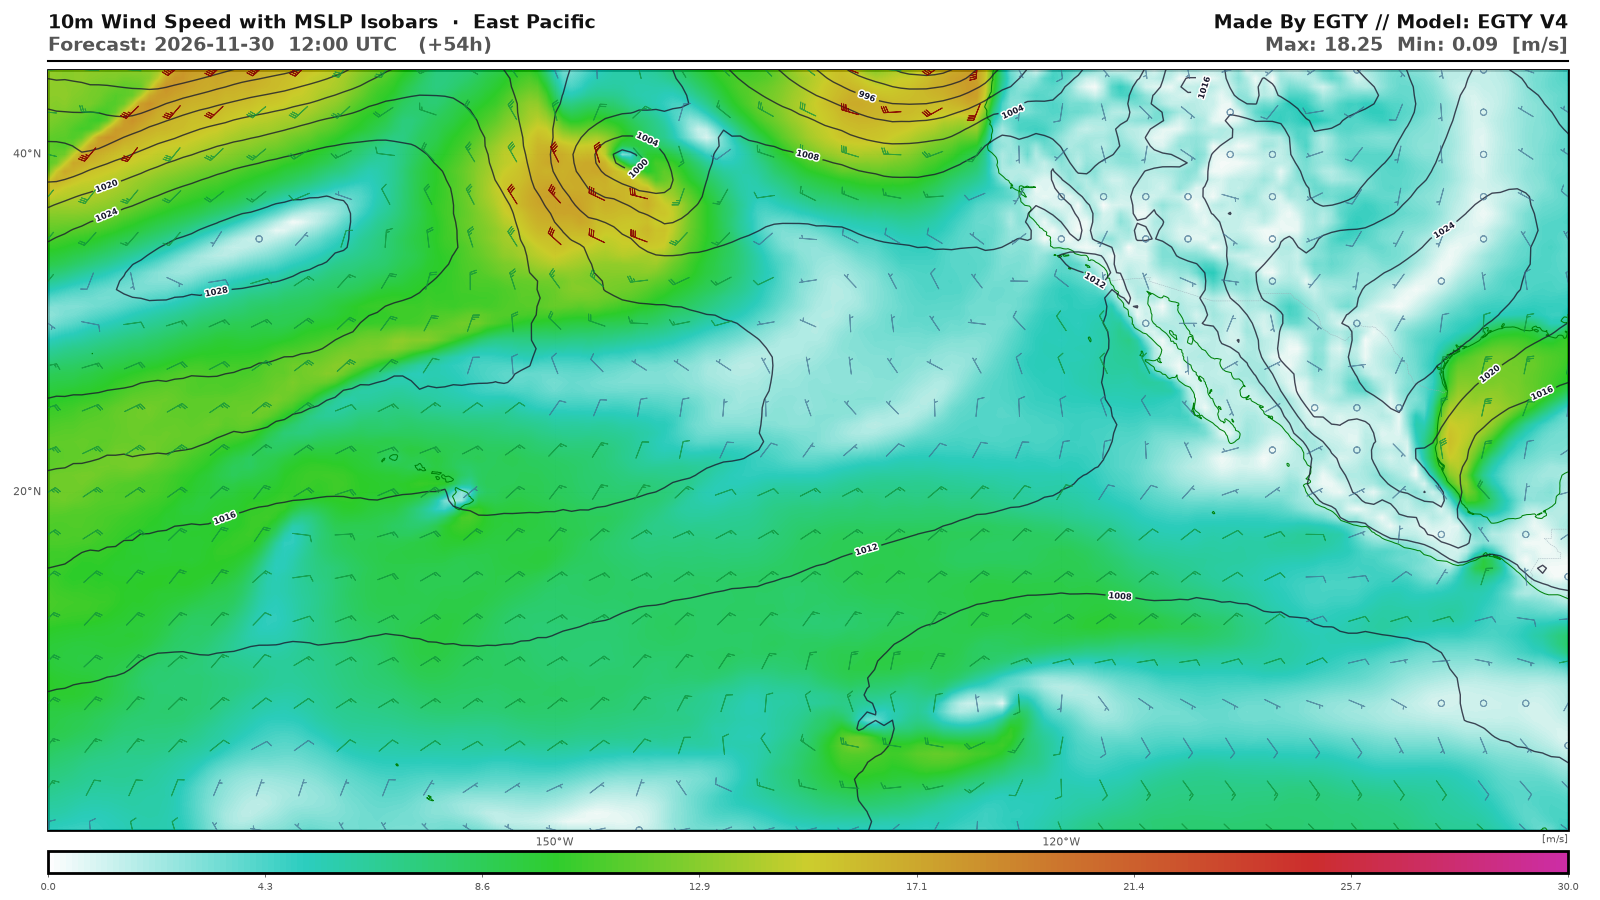 10m Wind Speed with MSLP Isobars · East Pacific
Made By EGTY // Model: EGTY V4
Forecast: 2026-11-30 12:00 UTC (+54h)
Max: 18.25 Min: 0.09 [m/s]
1016
996
1004
1004
40°N
1008
1000
1020
1024
1024
1012
1028
1020
1016
20°N
1016
1012
1008
150°W
120°W
[m/s]
0.0
4.3
8.6
12.9
17.1
21.4
25.7
30.0